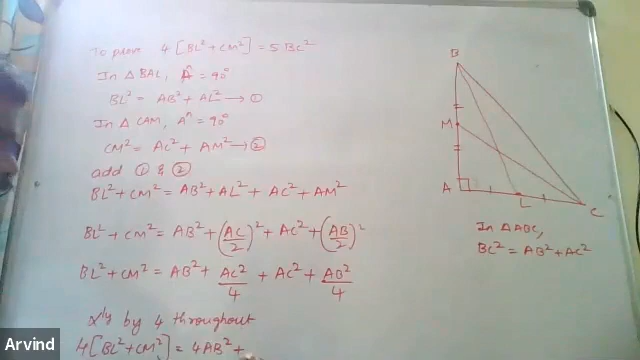 To prove 4[BL²+CM²] = 5BC²
In △BAL, Â = 90°
BL² = AB² + AL² → ①
In △CAM, A^ = 90°
CM² = AC² + AM² → ②
add ① & ②
BL²+CM² = AB²+AL² + AC² + AM²
BL²+CM² = AB² + (AC/2)² + AC² + (AB/2)²
BL²+CM² = AB² + AC²/4 + AC² + AB²/4
xly by 4 throughout
4[BL²+CM²] = 4AB² +
B
M
A
L
C
In △ABC,
BC² = AB² + AC²
Arvind